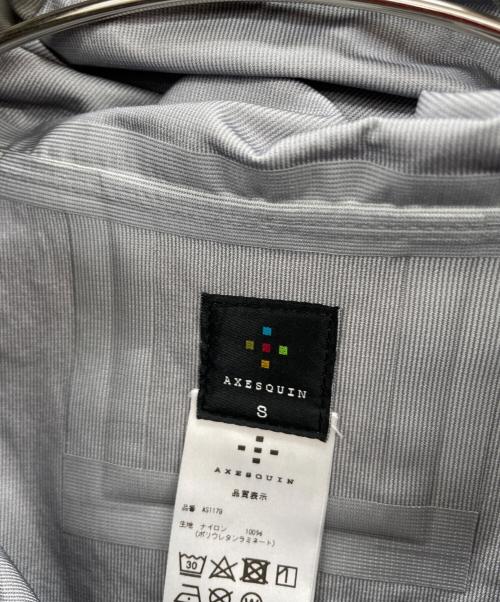 AXESQUIN
S
AXESQUIN
品質表示
品番 AS1179
生地 ナイロン 100%
(ポリウレタンラミネート)
30